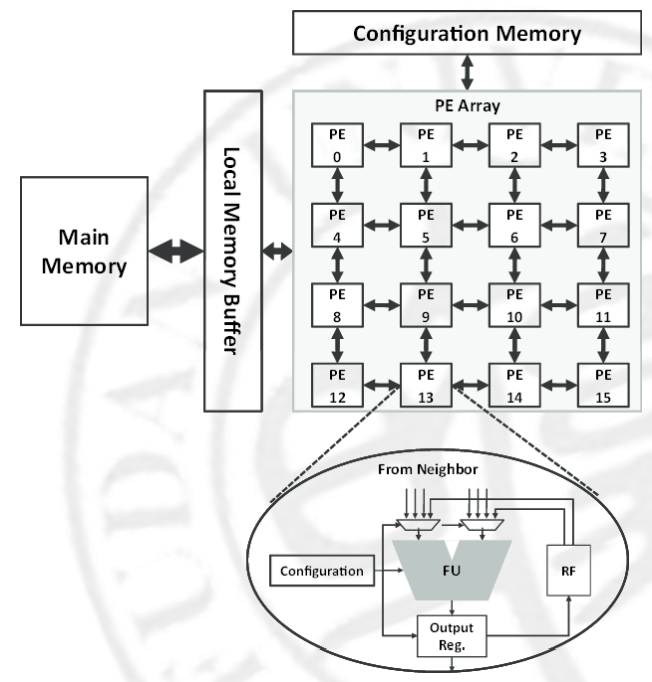 Configuration Memory
PE Array
PE
0
PE
1
PE
2
PE
3
PE
4
PE
5
PE
6
PE
7
PE
8
PE
9
PE
10
PE
11
PE
12
PE
13
PE
14
PE
15
Local Memory Buffer
Main
Memory
From Neighbor
Configuration
FU
RF
Output
Reg.
FUDAN